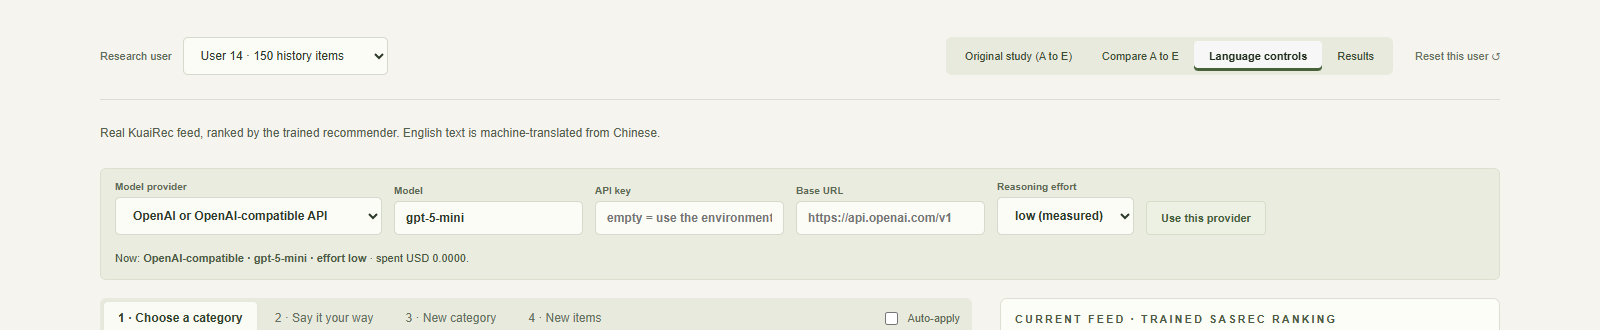 Research user User 14 · 150 history items Original study (A to E) Compare A to E Language controls Results Reset this user ↺
Real KuaiRec feed, ranked by the trained recommender. English text is machine-translated from Chinese.
Model provider Model API key Base URL Reasoning effort
OpenAI or OpenAI-compatible API gpt-5-mini empty = use the environment https://api.openai.com/v1 low (measured) Use this provider
Now: OpenAI-compatible · gpt-5-mini · effort low · spent USD 0.0000.
1 · Choose a category 2 · Say it your way 3 · New category 4 · New items Auto-apply
CURRENT FEED · TRAINED SASREC RANKING